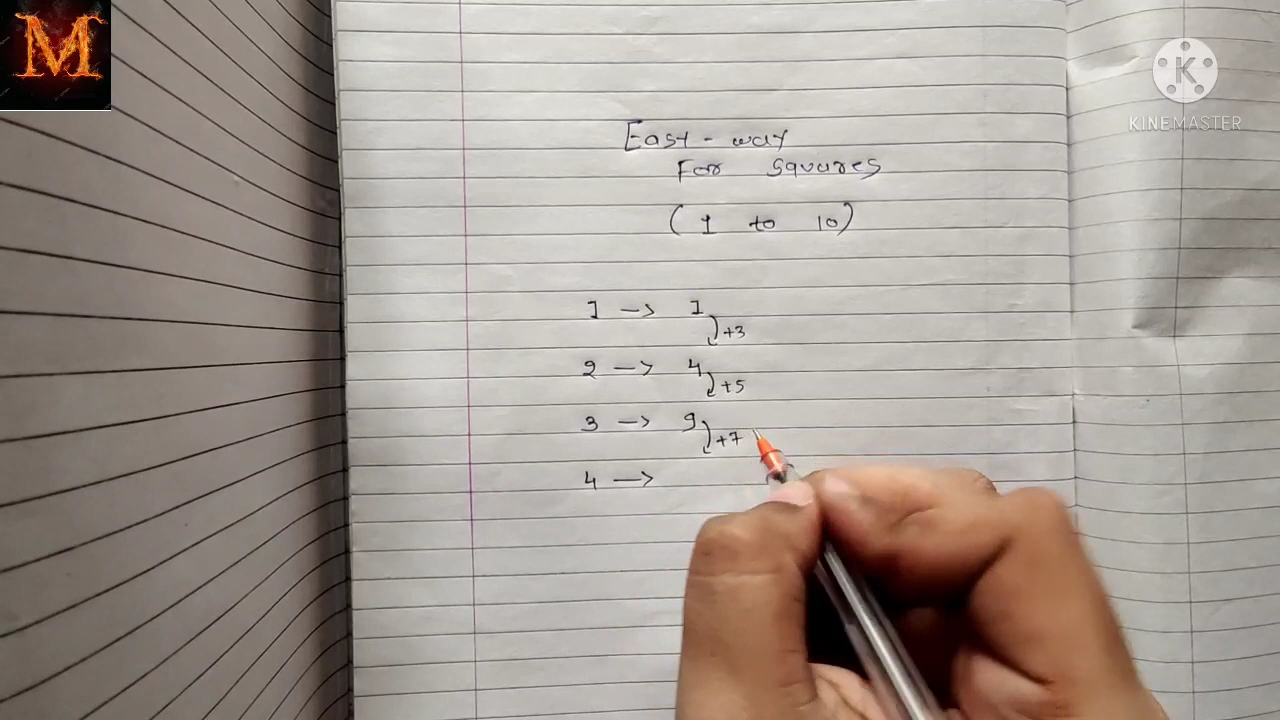 M
KINEMASTER
Easy-way
For Squares
(1 to 10)
1 -> 1
+3
2 -> 4
+5
3 -> 9
+7
4 ->